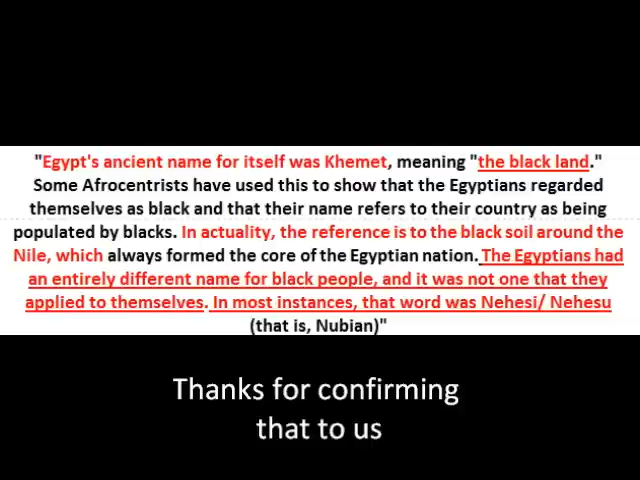 "Egypt's ancient name for itself was Khemet, meaning "the black land."
Some Afrocentrists have used this to show that the Egyptians regarded
themselves as black and that their name refers to their country as being
populated by blacks. In actuality, the reference is to the black soil around the
Nile, which always formed the core of the Egyptian nation. The Egyptians had
an entirely different name for black people, and it was not one that they
applied to themselves. In most instances, that word was Nehesi/ Nehesu
(that is, Nubian)"
Thanks for confirming
that to us